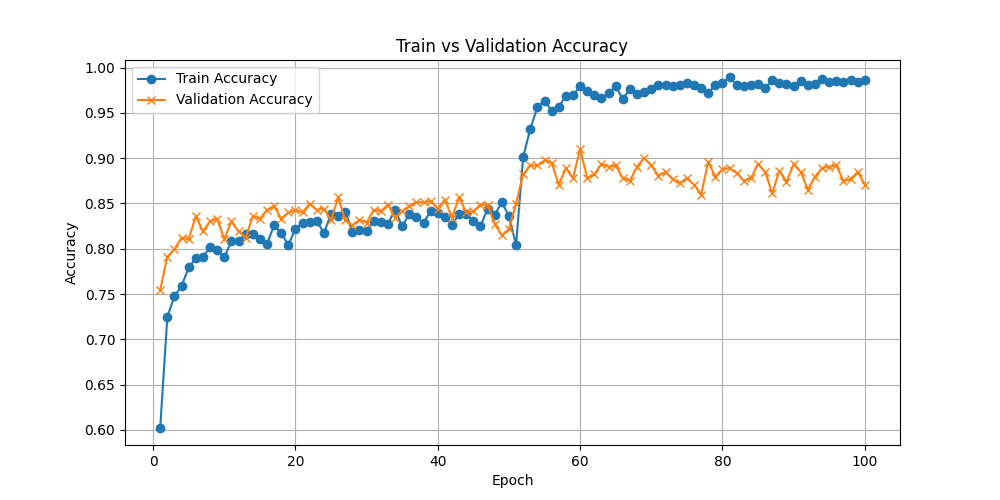 Train vs Validation Accuracy
1.00
Train Accuracy
Validation Accuracy
0.95
0.90
0.85
0.80
0.75
0.70
0.65
0.60
Accuracy
0 20 40 60 80 100
Epoch